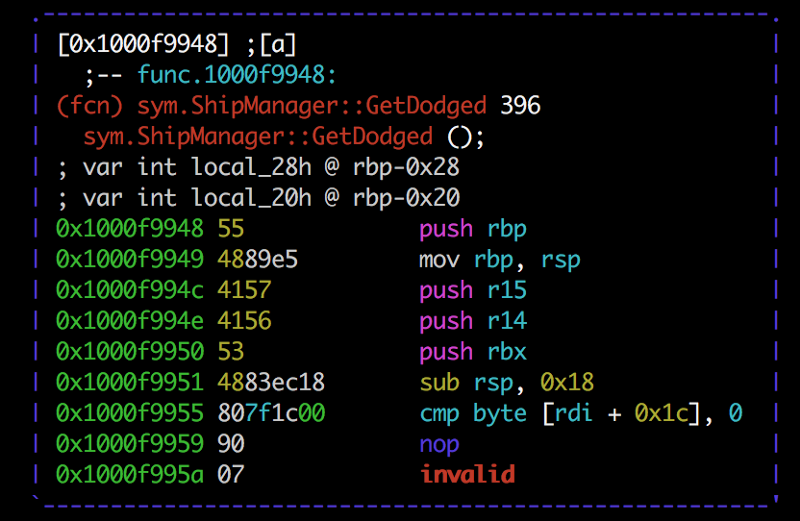 [0x1000f9948] ;[a]
;-- func.1000f9948:
(fcn) sym.ShipManager::GetDodged 396
sym.ShipManager::GetDodged ();
; var int local_28h @ rbp-0x28
; var int local_20h @ rbp-0x20
0x1000f9948 55 push rbp
0x1000f9949 4889e5 mov rbp, rsp
0x1000f994c 4157 push r15
0x1000f994e 4156 push r14
0x1000f9950 53 push rbx
0x1000f9951 4883ec18 sub rsp, 0x18
0x1000f9955 807f1c00 cmp byte [rdi + 0x1c], 0
0x1000f9959 90 nop
0x1000f995a 07 invalid